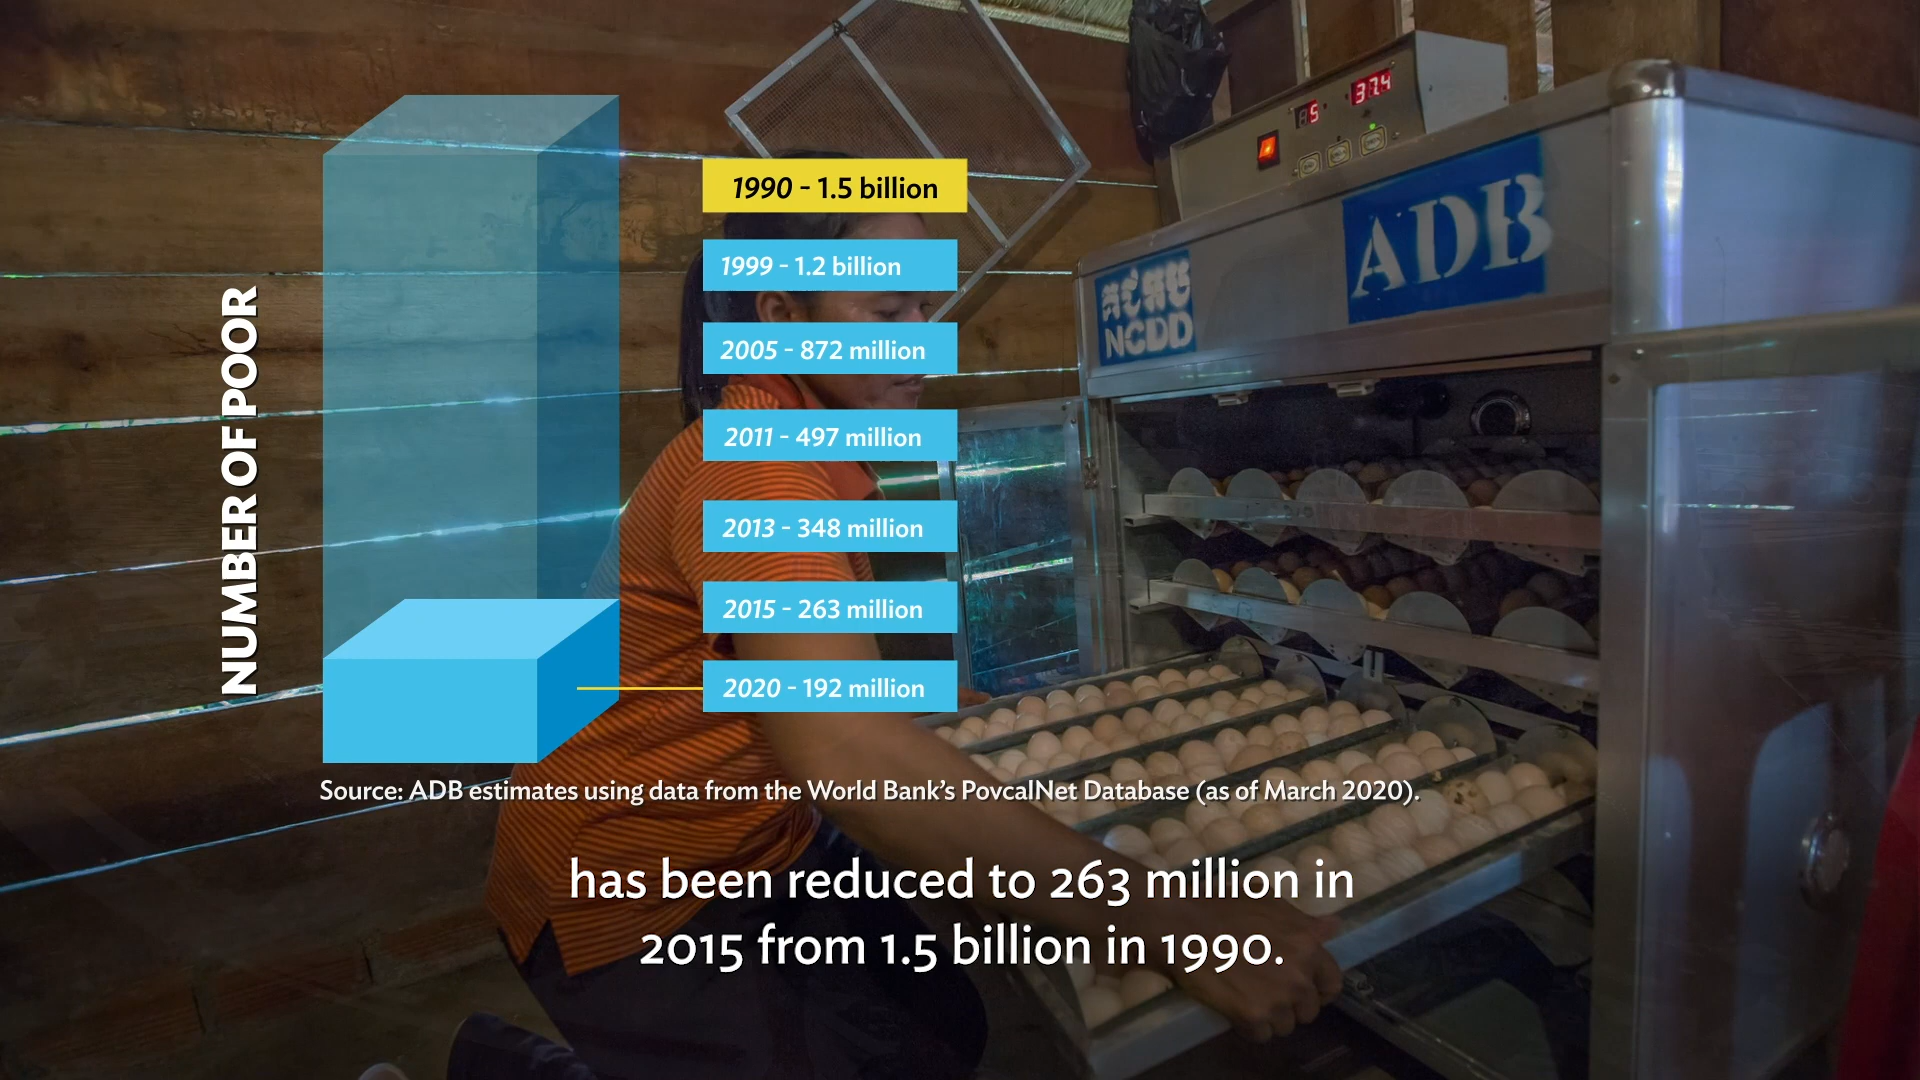 NUMBER OF POOR
1990 - 1.5 billion
1999 - 1.2 billion
2005 - 872 million
2011 - 497 million
2013 - 348 million
2015 - 263 million
2020 - 192 million
Source: ADB estimates using data from the World Bank's PovcalNet Database (as of March 2020).
has been reduced to 263 million in
2015 from 1.5 billion in 1990.
5 37.4
ADB
NCDD